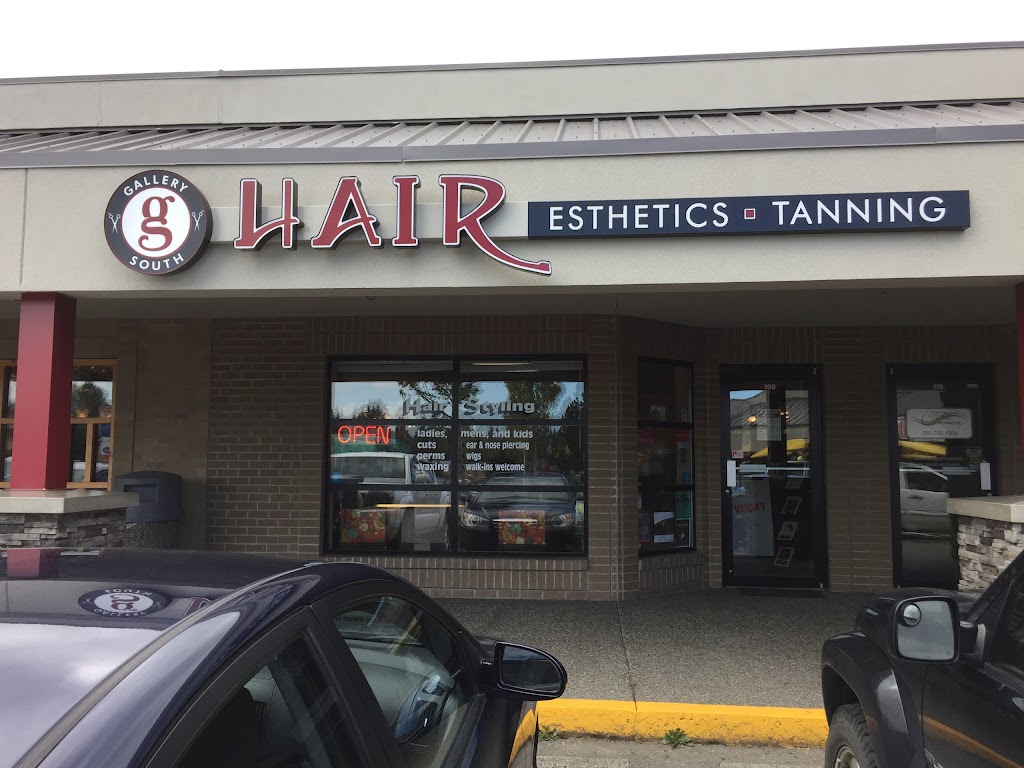 GALLERY
g
SOUTH
HAIR
ESTHETICS ▪ TANNING
Hair Styling
OPEN
ladies, mens, and kids
cuts ear & nose piercing
perms wigs
waxing walk-ins welcome
109
110